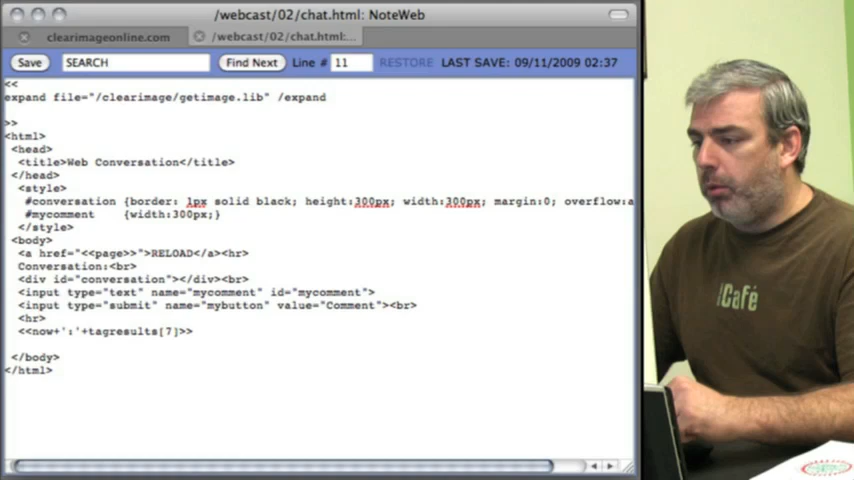 /webcast/02/chat.html: NoteWeb
clearimageonline.com /webcast/02/chat.html:...
Save SEARCH Find Next Line # 11 RESTORE LAST SAVE: 09/11/2009 02:37
<<
expand file="/clearimage/getimage.lib" /expand
>>
<html>
<head>
<title>Web Conversation</title>
</head>
<style>
#conversation {border: 1px solid black; height:300px; width:300px; margin:0; overflow:a
#mycomment {width:300px;}
</style>
<body>
<a href="<<page>>">RELOAD</a><hr>
Conversation:<br>
<div id="conversation"></div><br>
<input type="text" name="mycomment" id="mycomment">
<input type="submit" name="mybutton" value="Comment"><br>
<hr>
<<now+':'+tagresults[7]>>
</body>
</html>
Café